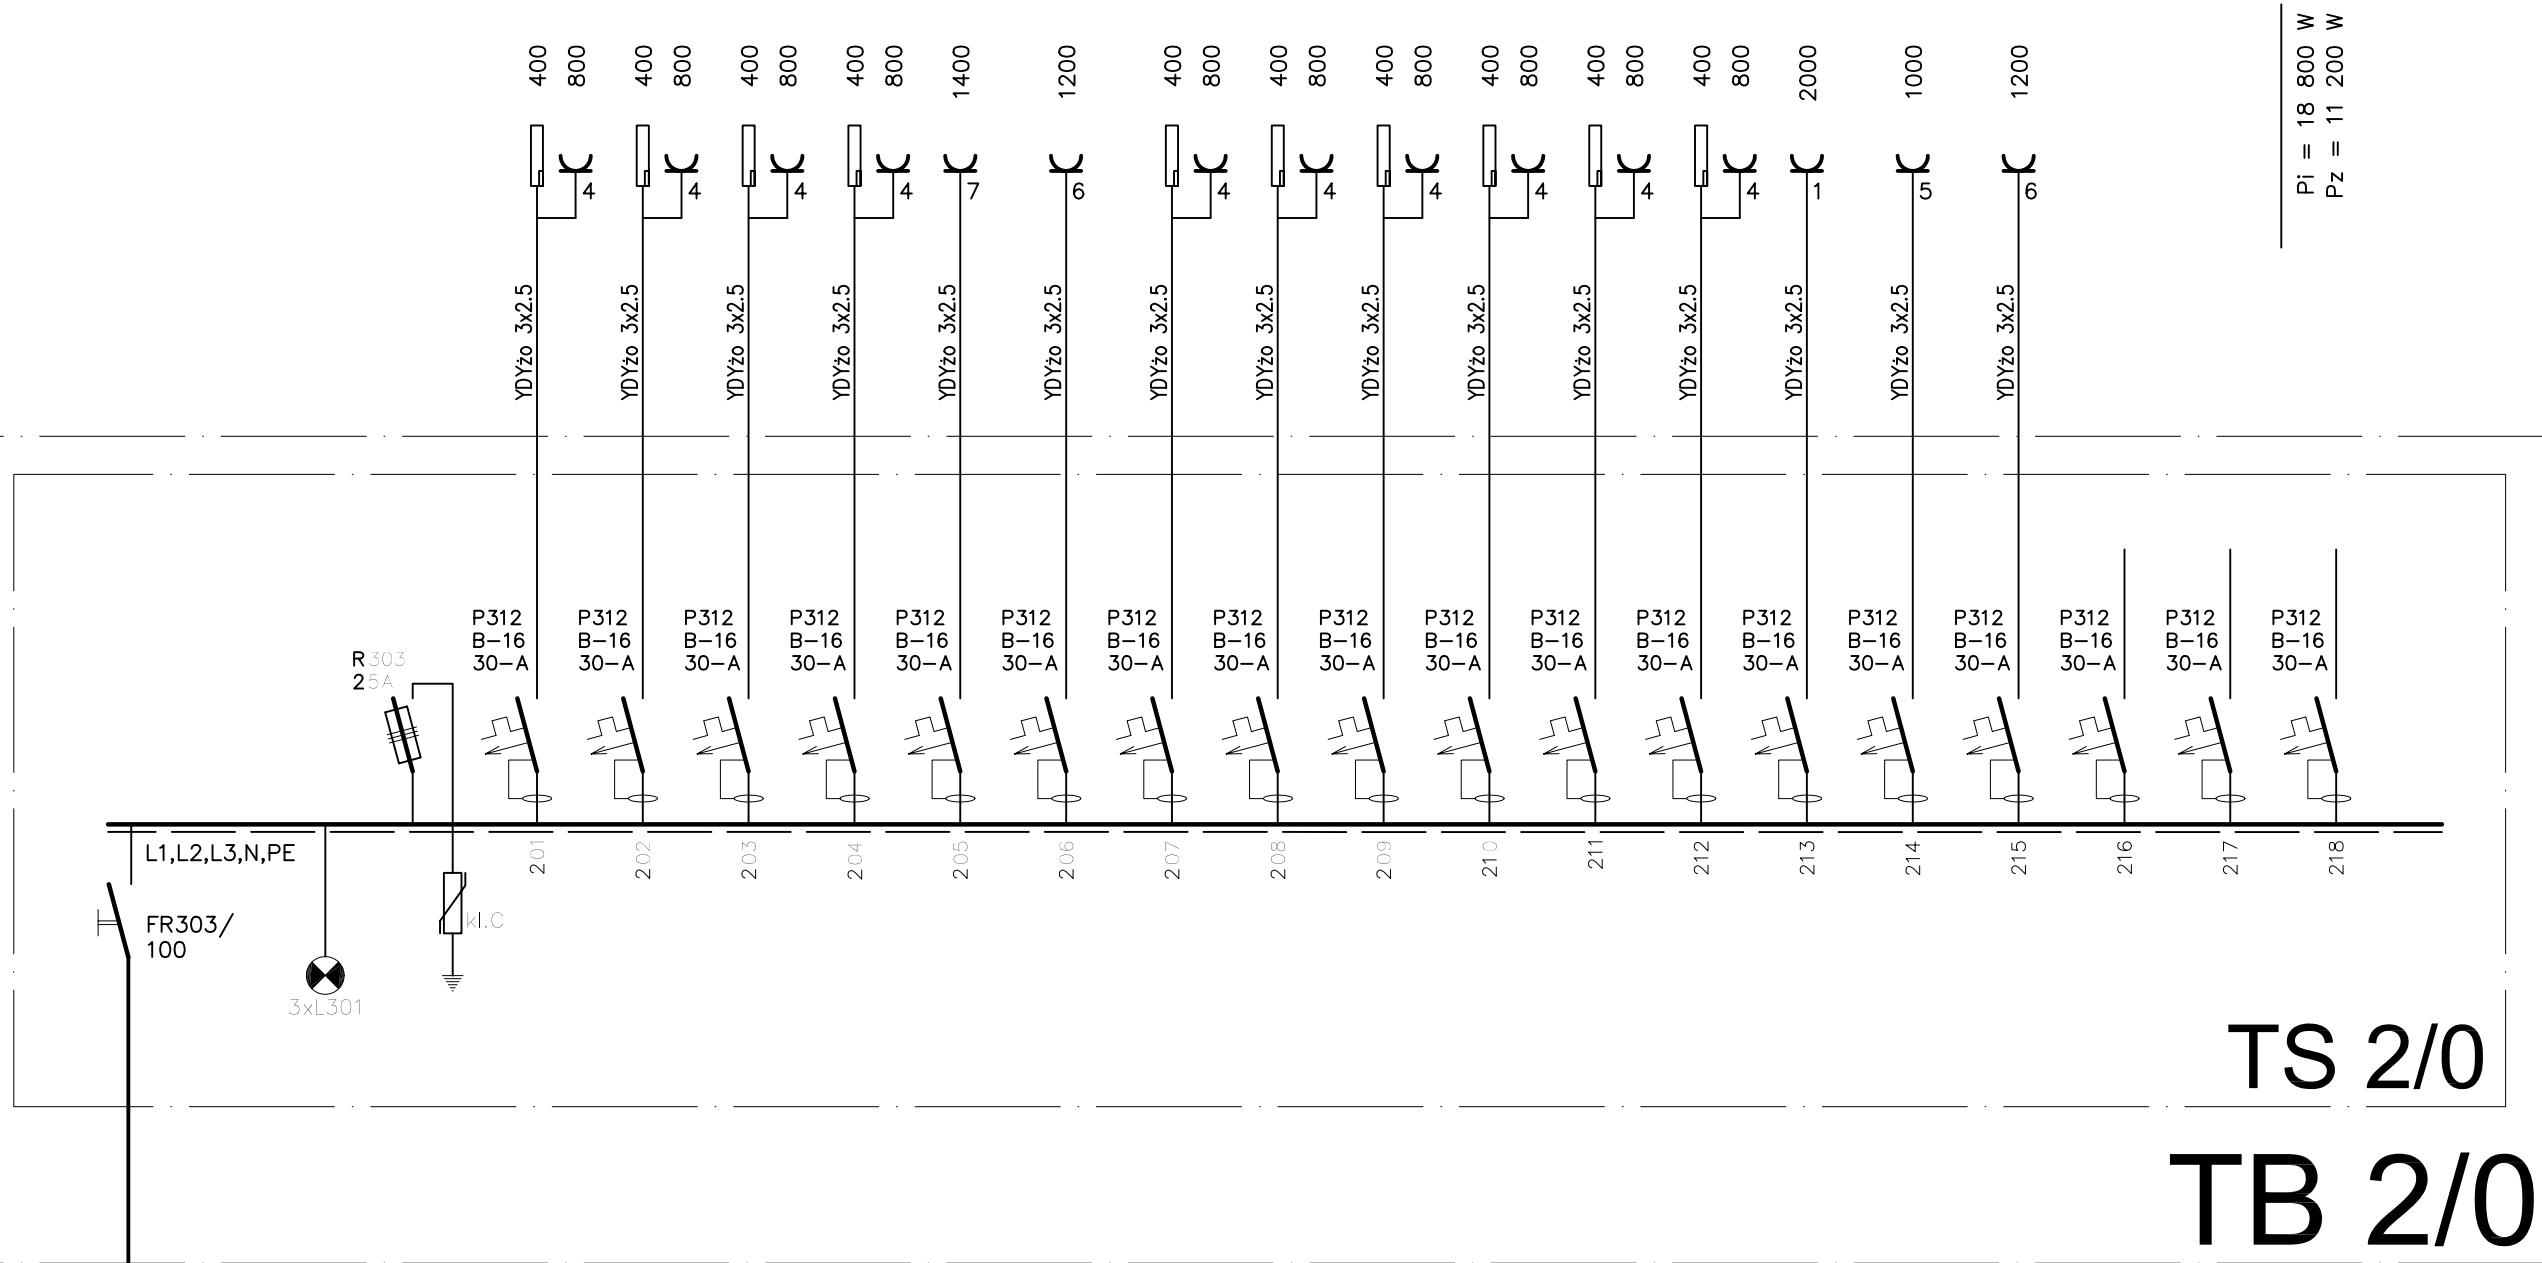 400 800 400 800 400 800 400 800 1400 1200 400 800 400 800 400 800 400 800 400 800 400 800 2000 1000 1200
Pi = 18 800 W
Pz = 11 200 W
4 4 4 4 7 6 4 4 4 4 4 4 1 5 6
YDYżo 3x2.5 YDYżo 3x2.5 YDYżo 3x2.5 YDYżo 3x2.5 YDYżo 3x2.5 YDYżo 3x2.5 YDYżo 3x2.5 YDYżo 3x2.5 YDYżo 3x2.5 YDYżo 3x2.5 YDYżo 3x2.5 YDYżo 3x2.5 YDYżo 3x2.5 YDYżo 3x2.5 YDYżo 3x2.5
P312 P312 P312 P312 P312 P312 P312 P312 P312 P312 P312 P312 P312 P312 P312 P312 P312 P312
B-16 B-16 B-16 B-16 B-16 B-16 B-16 B-16 B-16 B-16 B-16 B-16 B-16 B-16 B-16 B-16 B-16 B-16
30-A 30-A 30-A 30-A 30-A 30-A 30-A 30-A 30-A 30-A 30-A 30-A 30-A 30-A 30-A 30-A 30-A 30-A
R303
25A
L1,L2,L3,N,PE
201 202 203 204 205 206 207 208 209 210 211 212 213 214 215 216 217 218
FR303/
100
kl.C
3xL301
TS 2/0
TB 2/0